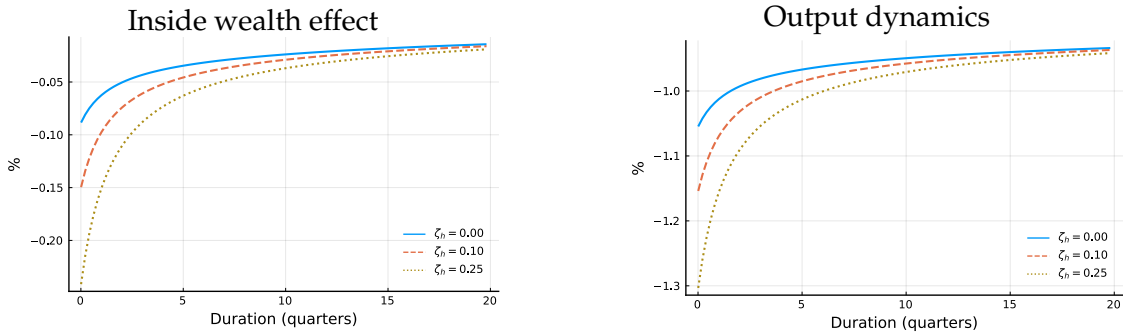 Inside wealth effect
−0.05
−0.10
−0.15
−0.20
%
0
5
10
15
20
Duration (quarters)
ζh = 0.00
ζh = 0.10
ζh = 0.25
Output dynamics
−1.0
−1.1
−1.2
−1.3
%
0
5
10
15
20
Duration (quarters)
ζh = 0.00
ζh = 0.10
ζh = 0.25